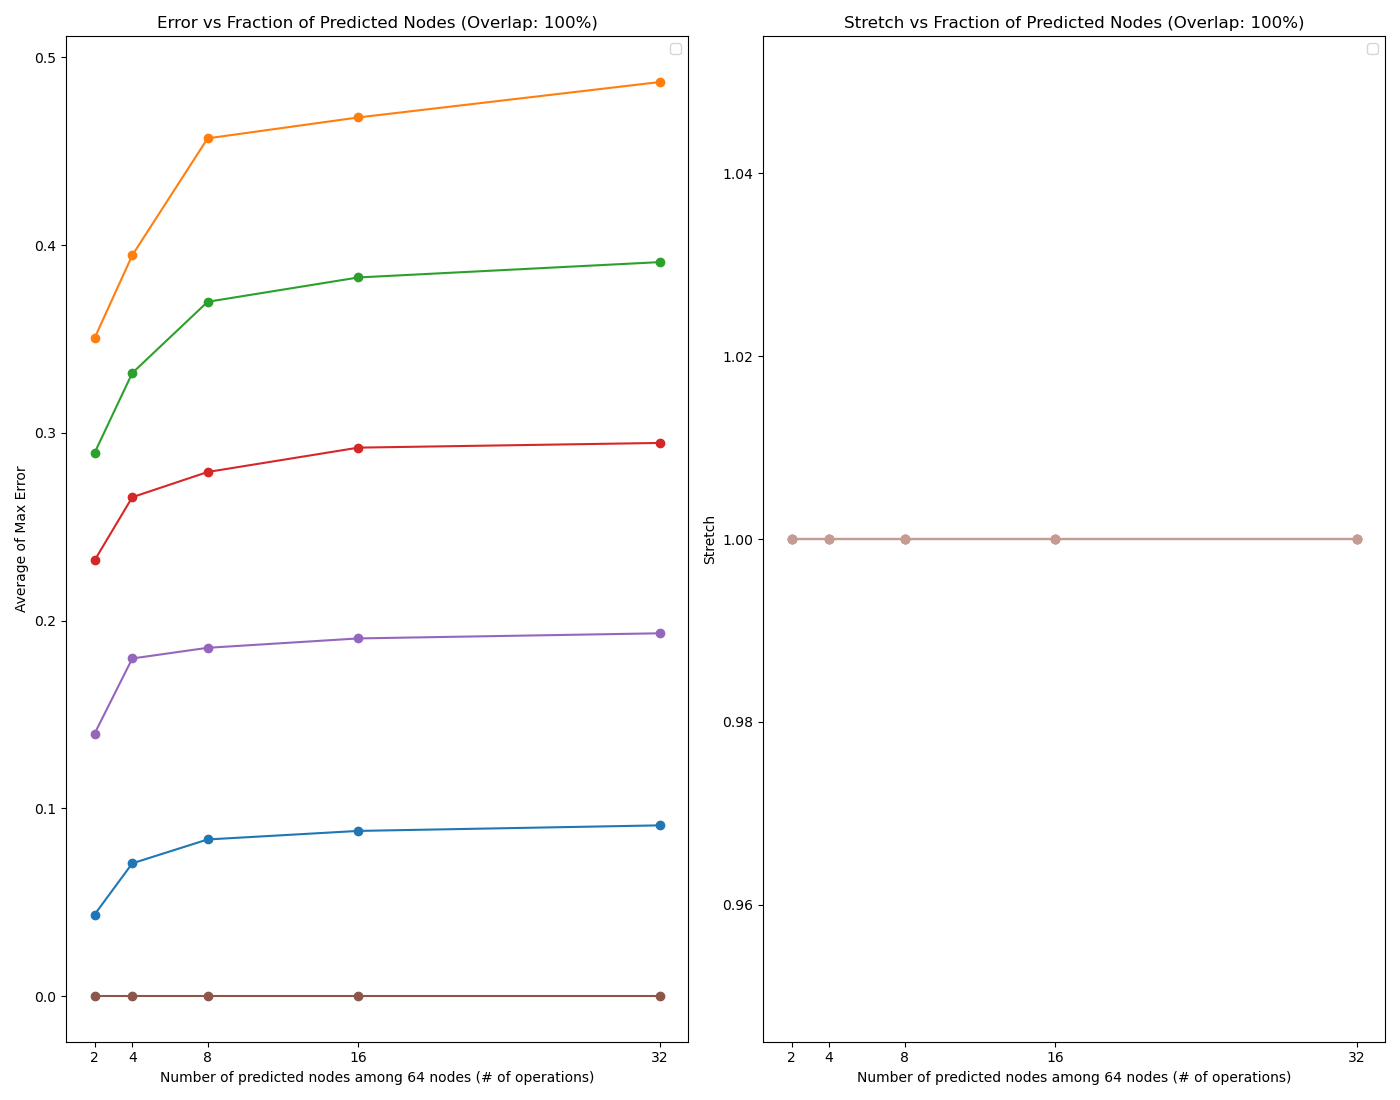 Error vs Fraction of Predicted Nodes (Overlap: 100%)
0.5
0.4
0.3
0.2
0.1
0.0
Average of Max Error
2 4 8 16 32
Number of predicted nodes among 64 nodes (# of operations)
Stretch vs Fraction of Predicted Nodes (Overlap: 100%)
1.04
1.02
1.00
0.98
0.96
Stretch
2 4 8 16 32
Number of predicted nodes among 64 nodes (# of operations)